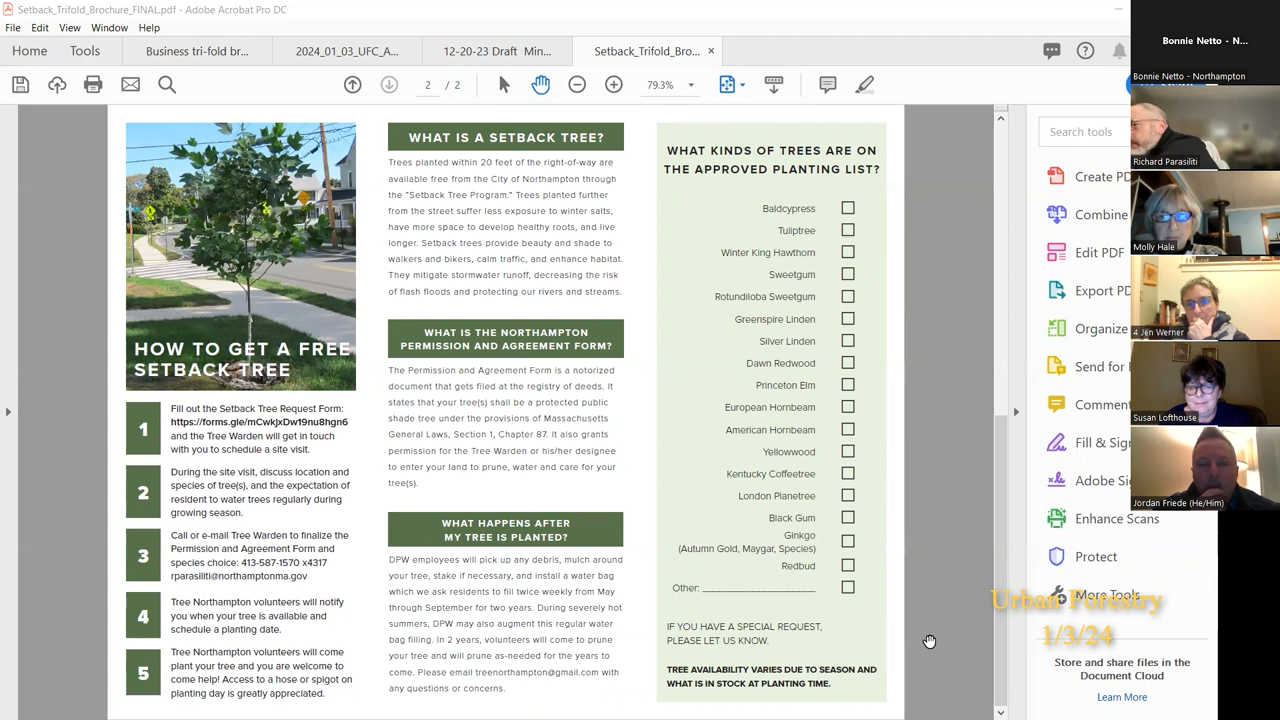 Setback_Trifold_Brochure_FINAL.pdf - Adobe Acrobat Pro DC
File Edit View Window Help
Home Tools Business tri-fold br... 2024_01_03_UFC_A... 12-20-23 Draft Min... Setback_Trifold_Bro... ×
2 / 2 79.3%
HOW TO GET A FREE
SETBACK TREE
1
Fill out the Setback Tree Request Form:
https://forms.gle/mCwkjxDw19nu8hgn6
and the Tree Warden will get in touch
with you to schedule a site visit.
2
During the site visit, discuss location and
species of tree(s), and the expectation of
resident to water trees regularly during
growing season.
3
Call or e-mail Tree Warden to finalize the
Permission and Agreement Form and
species choice: 413-587-1570 x4317
rparasiliti@northamptonma.gov
4
Tree Northampton volunteers will notify
you when your tree is available and
schedule a planting date.
5
Tree Northampton volunteers will come
plant your tree and you are welcome to
come help! Access to a hose or spigot on
planting day is greatly appreciated.
WHAT IS A SETBACK TREE?
Trees planted within 20 feet of the right-of-way are
available free from the City of Northampton through
the "Setback Tree Program." Trees planted further
from the street suffer less exposure to winter salts,
have more space to develop healthy roots, and live
longer. Setback trees provide beauty and shade to
walkers and bikers, calm traffic, and enhance habitat.
They mitigate stormwater runoff, decreasing the risk
of flash floods and protecting our rivers and streams.
WHAT IS THE NORTHAMPTON
PERMISSION AND AGREEMENT FORM?
The Permission and Agreement Form is a notorized
document that gets filed at the registry of deeds. It
states that your tree(s) shall be a protected public
shade tree under the provisions of Massachusetts
General Laws, Section 1, Chapter 87. It also grants
permission for the Tree Warden or his/her designee
to enter your land to prune, water and care for your
tree(s).
WHAT HAPPENS AFTER
MY TREE IS PLANTED?
DPW employees will pick up any debris, mulch around
your tree, stake if necessary, and install a water bag
which we ask residents to fill twice weekly from May
through September for two years. During severely hot
summers, DPW may also augment this regular water
bag filling. In 2 years, volunteers will come to prune
your tree and will prune as-needed for the years to
come. Please email treenorthampton@gmail.com with
any questions or concerns.
WHAT KINDS OF TREES ARE ON
THE APPROVED PLANTING LIST?
Baldcypress
Tuliptree
Winter King Hawthorn
Sweetgum
Rotundiloba Sweetgum
Greenspire Linden
Silver Linden
Dawn Redwood
Princeton Elm
European Hornbeam
American Hornbeam
Yellowwood
Kentucky Coffeetree
London Planetree
Black Gum
Ginkgo
(Autumn Gold, Maygar, Species)
Redbud
Other: ____________________
IF YOU HAVE A SPECIAL REQUEST,
PLEASE LET US KNOW.
TREE AVAILABILITY VARIES DUE TO SEASON AND
WHAT IS IN STOCK AT PLANTING TIME.
Search tools
Create PD
Combine
Edit PDF
Export PD
Organize
Send for
Comment
Fill & Sign
Adobe Sig
Enhance Scans
Protect
More Tools
Store and share files in the
Document Cloud
Learn More
Bonnie Netto - N...
Bonnie Netto - Northampton
Richard Parasiliti
Molly Hale
4 Jen Werner
Susan Lofthouse
Jordan Friede (He/Him)
Urban Forestry
1/3/24